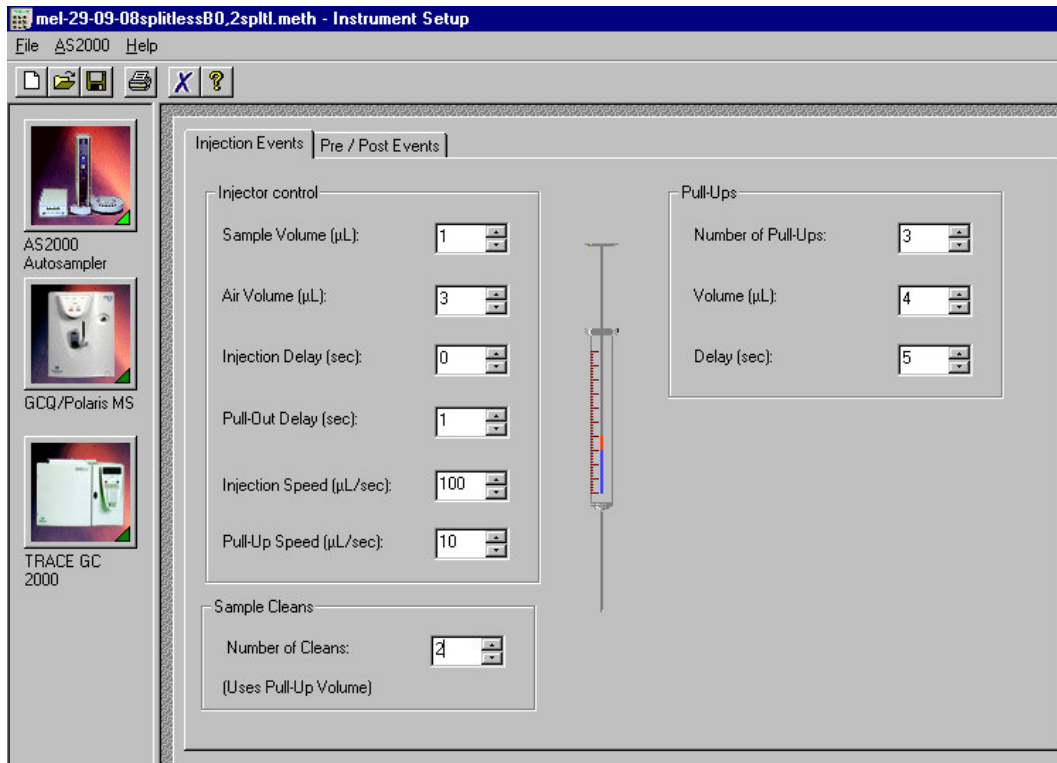 mel-29-09-08splitlessB0,2spltl.meth - Instrument Setup
File AS2000 Help
AS2000
Autosampler
GCQ/Polaris MS
TRACE GC
2000
Injection Events Pre / Post Events
Injector control
Sample Volume (µL): 1
Air Volume (µL): 3
Injection Delay (sec): 0
Pull-Out Delay (sec): 1
Injection Speed (µL/sec): 100
Pull-Up Speed (µL/sec): 10
Sample Cleans
Number of Cleans: 2
(Uses Pull-Up Volume)
Pull-Ups
Number of Pull-Ups: 3
Volume (µL): 4
Delay (sec): 5